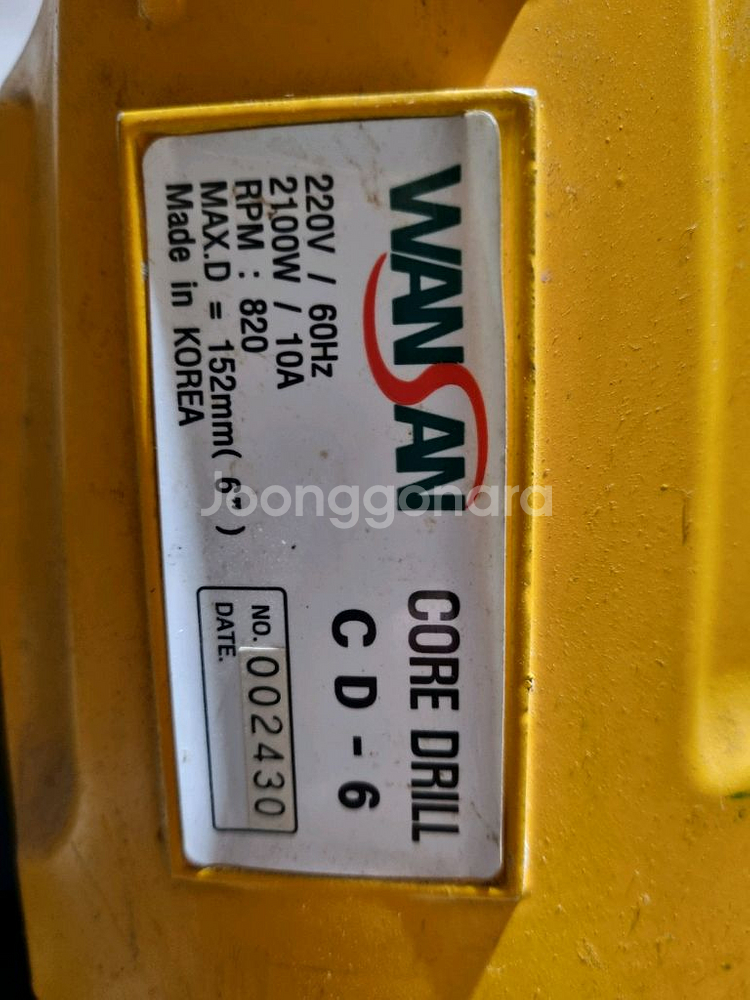 WANSAN
CORE DRILL
CD-6
220V / 60Hz
2100W / 10A
RPM : 820
MAX.D = 152mm( 6" )
Made in KOREA
NO. 002430
DATE.
Joonggonara